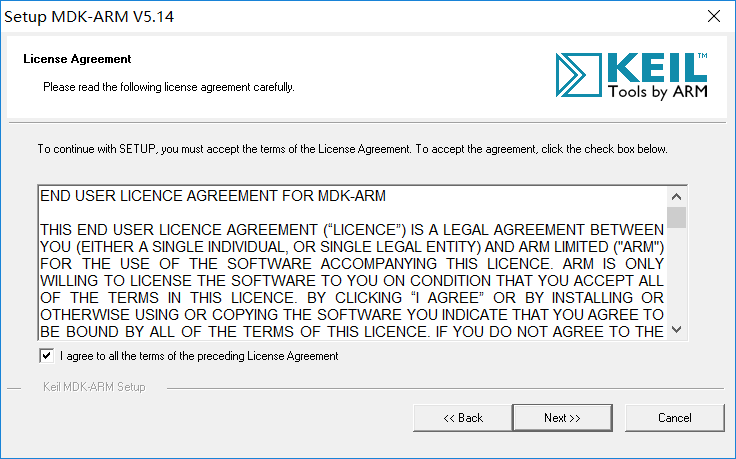 Setup MDK-ARM V5.14
License Agreement
Please read the following license agreement carefully.
KEIL™
Tools by ARM
To continue with SETUP, you must accept the terms of the License Agreement. To accept the agreement, click the check box below.
END USER LICENCE AGREEMENT FOR MDK-ARM
THIS END USER LICENCE AGREEMENT (“LICENCE”) IS A LEGAL AGREEMENT BETWEEN
YOU (EITHER A SINGLE INDIVIDUAL, OR SINGLE LEGAL ENTITY) AND ARM LIMITED ("ARM")
FOR THE USE OF THE SOFTWARE ACCOMPANYING THIS LICENCE. ARM IS ONLY
WILLING TO LICENSE THE SOFTWARE TO YOU ON CONDITION THAT YOU ACCEPT ALL
OF THE TERMS IN THIS LICENCE. BY CLICKING “I AGREE” OR BY INSTALLING OR
OTHERWISE USING OR COPYING THE SOFTWARE YOU INDICATE THAT YOU AGREE TO
BE BOUND BY ALL OF THE TERMS OF THIS LICENCE. IF YOU DO NOT AGREE TO THE
I agree to all the terms of the preceding License Agreement
Keil MDK-ARM Setup
<< Back
Next >>
Cancel